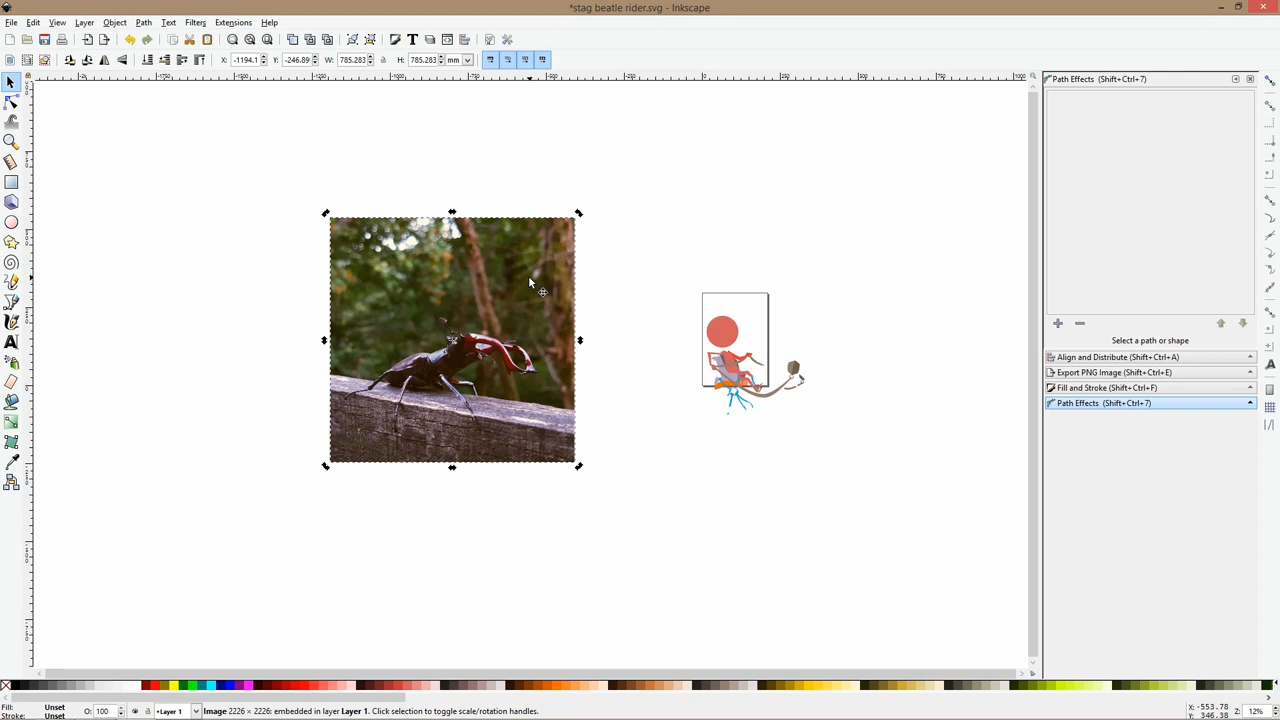 *stag beatle rider.svg - Inkscape
File Edit View Layer Object Path Text Filters Extensions Help
X: -1194.1 Y: -246.89 W: 785.283 H: 785.283 mm
Path Effects (Shift+Ctrl+7)
Select a path or shape
Align and Distribute (Shift+Ctrl+A)
Export PNG Image (Shift+Ctrl+E)
Fill and Stroke (Shift+Ctrl+F)
Path Effects (Shift+Ctrl+7)
Fill: Unset
Stroke: Unset
O: 100
•Layer 1
Image 2226 × 2226: embedded in layer Layer 1. Click selection to toggle scale/rotation handles.
X: -553.78
Y: 346.38
Z: 12%